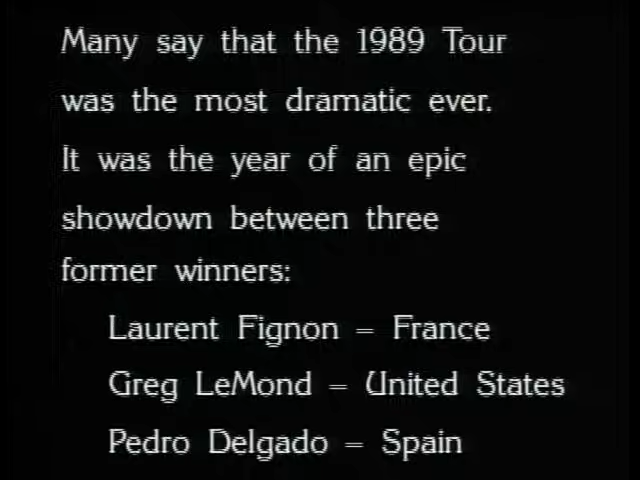 Many say that the 1989 Tour
was the most dramatic ever.
It was the year of an epic
showdown between three
former winners:
Laurent Fignon = France
Greg LeMond = United States
Pedro Delgado = Spain